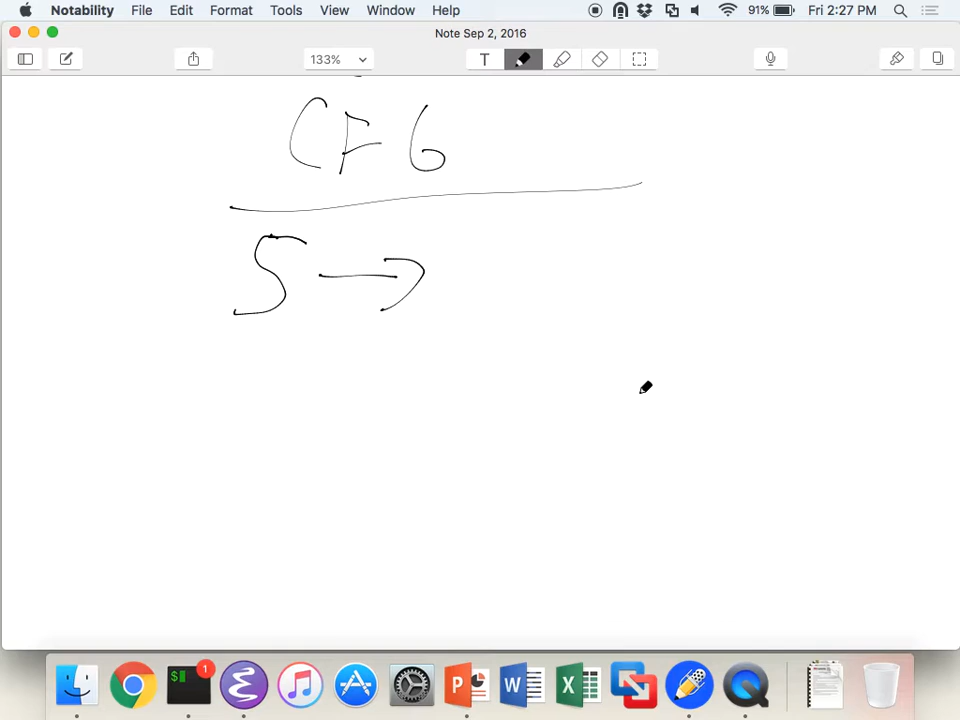 Notability File Edit Format Tools View Window Help 91% Fri 2:27 PM
Note Sep 2, 2016
133% T
CFG
S →
$ 1
P W X